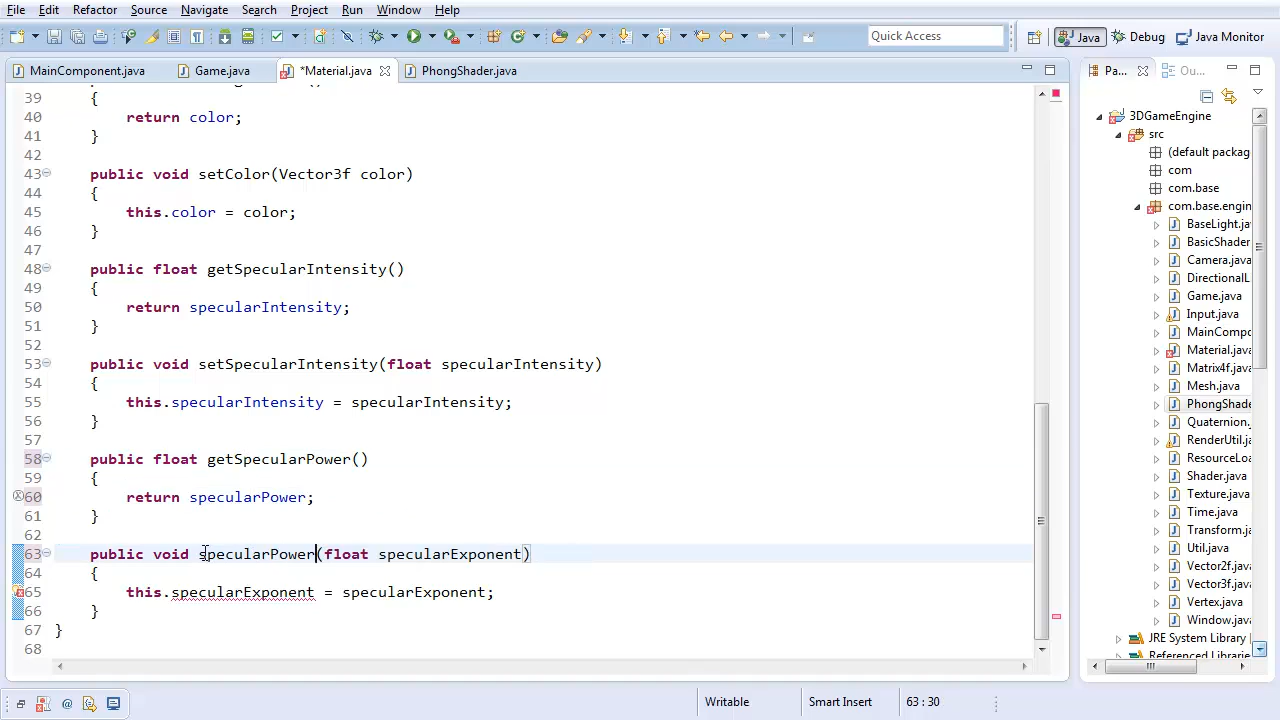 File Edit Refactor Source Navigate Search Project Run Window Help
Quick Access Java Debug Java Monitor
MainComponent.java Game.java *Material.java PhongShader.java Pa... Ou...
39 {
40 return color;
41 }
42
43 public void setColor(Vector3f color)
44 {
45 this.color = color;
46 }
47
48 public float getSpecularIntensity()
49 {
50 return specularIntensity;
51 }
52
53 public void setSpecularIntensity(float specularIntensity)
54 {
55 this.specularIntensity = specularIntensity;
56 }
57
58 public float getSpecularPower()
59 {
60 return specularPower;
61 }
62
63 public void specularPower(float specularExponent)
64 {
65 this.specularExponent = specularExponent;
66 }
67 }
68
3DGameEngine
src
(default packag
com
com.base
com.base.engin
BaseLight.ja
BasicShader
Camera.java
DirectionalL
Game.java
Input.java
MainCompo
Material.java
Matrix4f.java
Mesh.java
PhongShade
Quaternion.
RenderUtil.ja
ResourceLoa
Shader.java
Texture.java
Time.java
Transform.ja
Util.java
Vector2f.java
Vector3f.java
Vertex.java
Window.java
JRE System Library [
Referenced Librarie
Writable Smart Insert 63 : 30